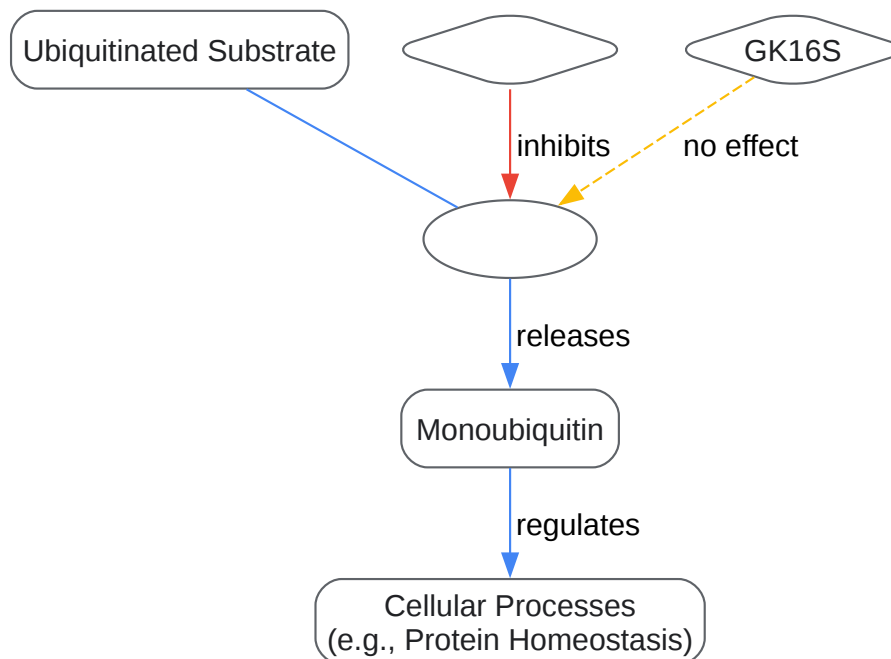 Ubiquitinated Substrate
GK16S
inhibits
no effect
releases
Monoubiquitin
regulates
Cellular Processes
(e.g., Protein Homeostasis)